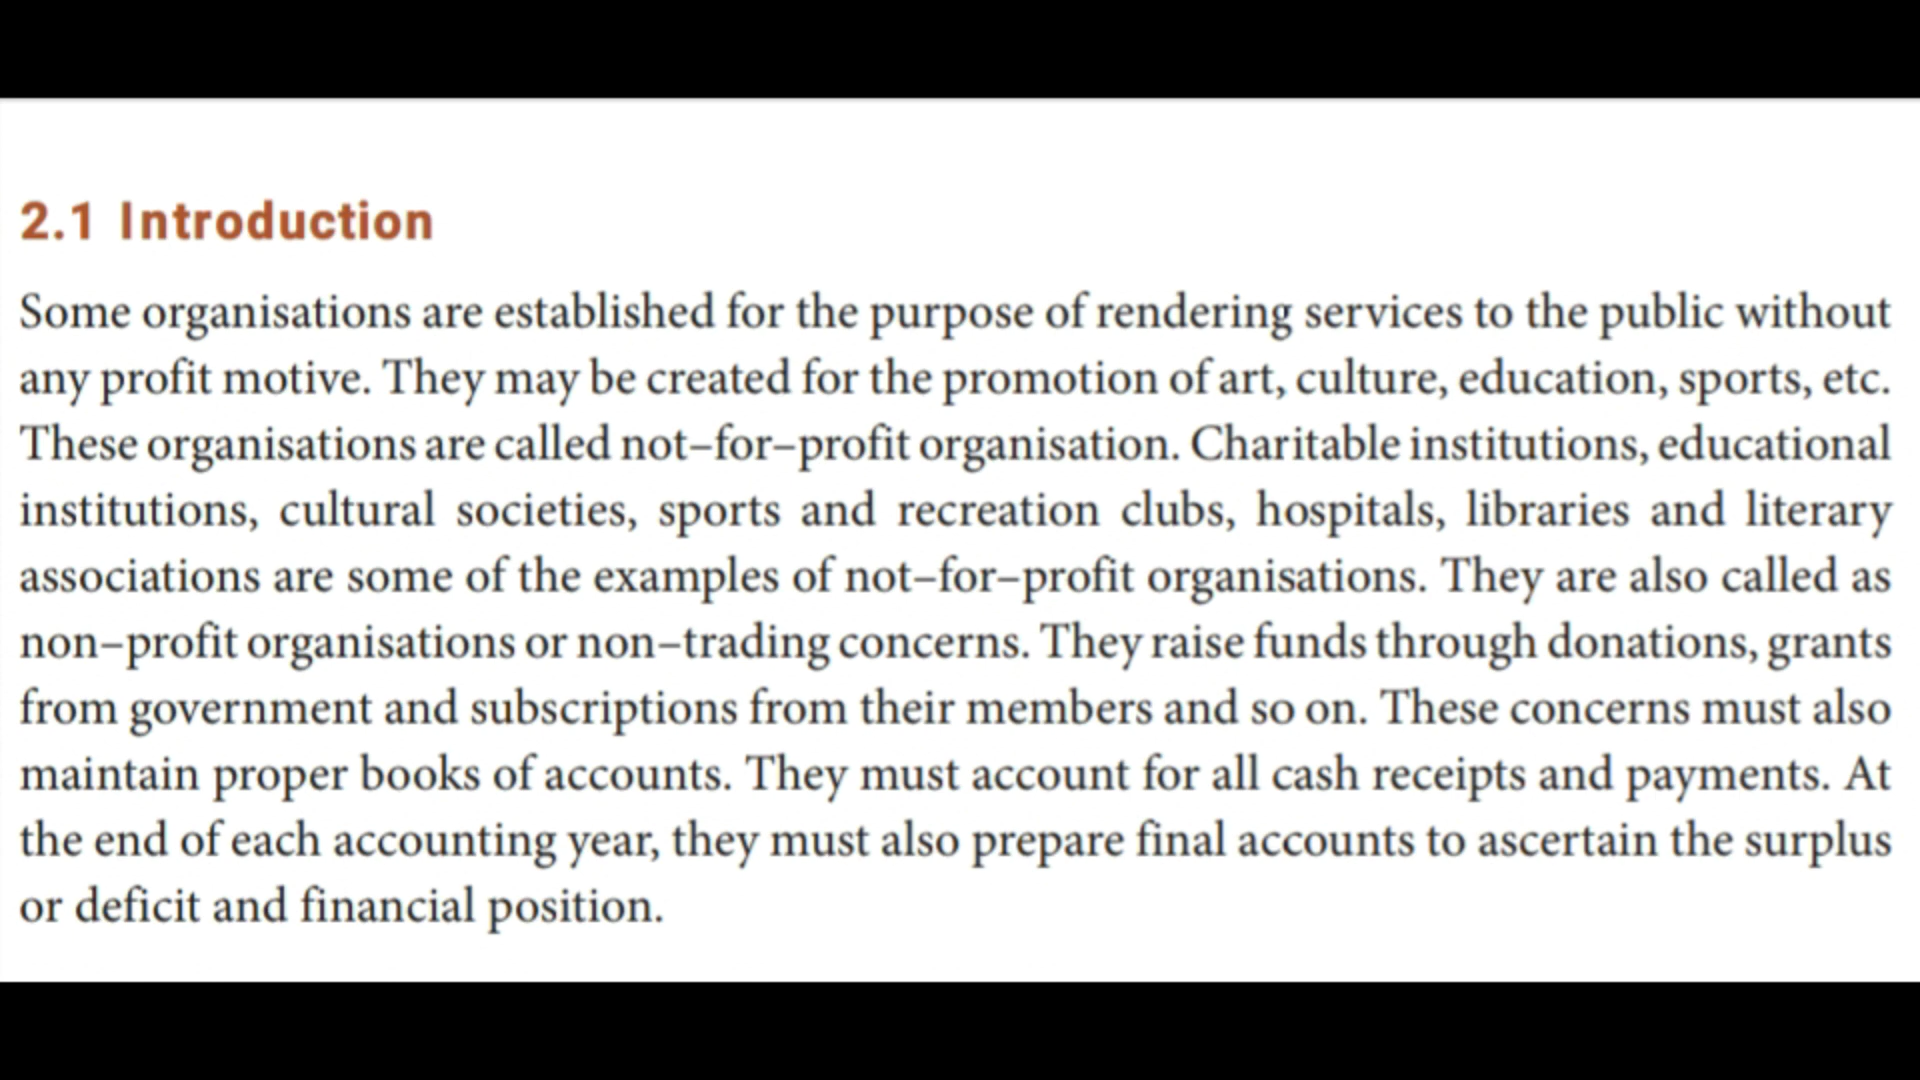 2.1 Introduction
Some organisations are established for the purpose of rendering services to the public without
any profit motive. They may be created for the promotion of art, culture, education, sports, etc.
These organisations are called not–for–profit organisation. Charitable institutions, educational
institutions, cultural societies, sports and recreation clubs, hospitals, libraries and literary
associations are some of the examples of not–for–profit organisations. They are also called as
non–profit organisations or non–trading concerns. They raise funds through donations, grants
from government and subscriptions from their members and so on. These concerns must also
maintain proper books of accounts. They must account for all cash receipts and payments. At
the end of each accounting year, they must also prepare final accounts to ascertain the surplus
or deficit and financial position.